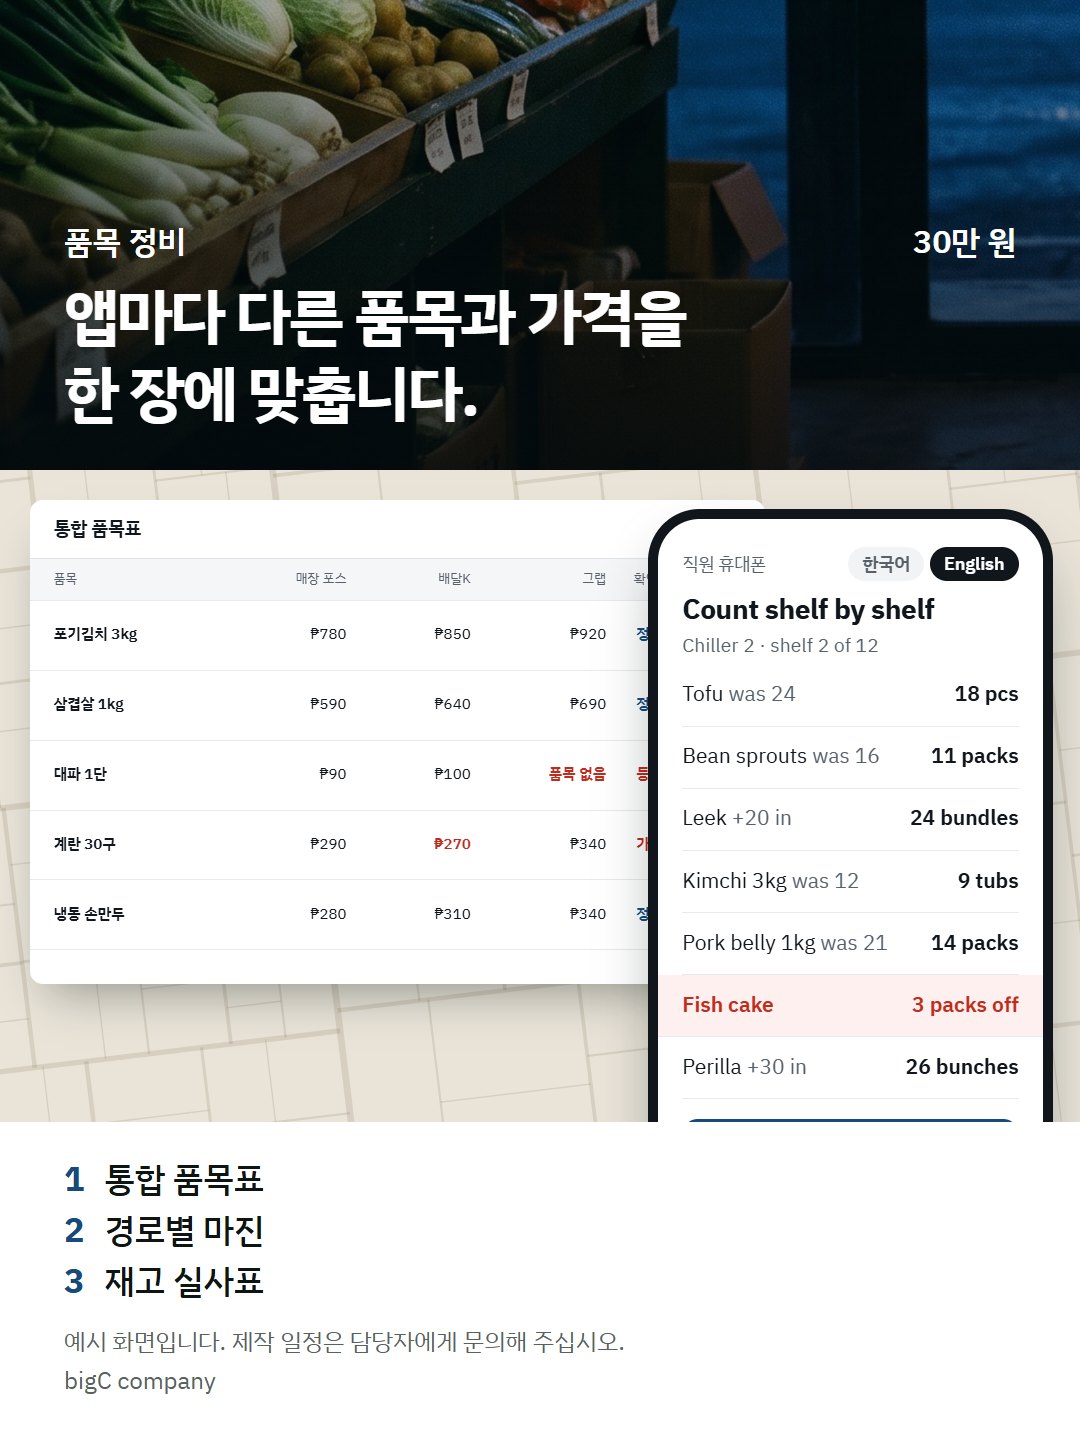 품목 정비
30만 원
앱마다 다른 품목과 가격을
한 장에 맞춥니다.
통합 품목표
품목 매장 포스 배달K 그랩
포기김치 3kg ₱780 ₱850 ₱920
삼겹살 1kg ₱590 ₱640 ₱690
대파 1단 ₱90 ₱100 품목 없음
계란 30구 ₱290 ₱270 ₱340
냉동 손만두 ₱280 ₱310 ₱340
직원 휴대폰 한국어 English
Count shelf by shelf
Chiller 2 · shelf 2 of 12
Tofu was 24 18 pcs
Bean sprouts was 16 11 packs
Leek +20 in 24 bundles
Kimchi 3kg was 12 9 tubs
Pork belly 1kg was 21 14 packs
Fish cake 3 packs off
Perilla +30 in 26 bunches
1 통합 품목표
2 경로별 마진
3 재고 실사표
예시 화면입니다. 제작 일정은 담당자에게 문의해 주십시오.
bigC company